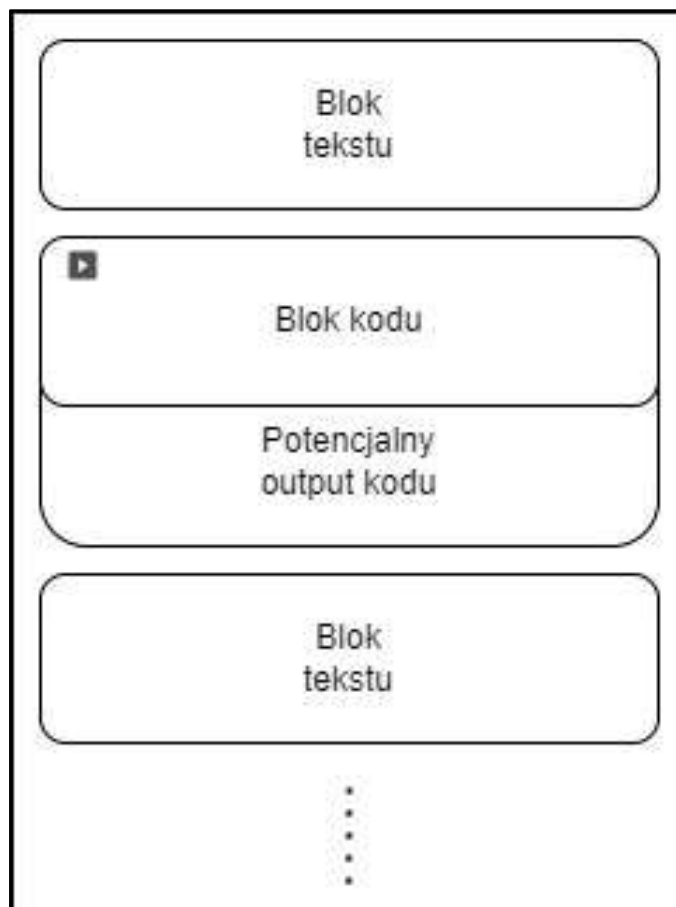 Blok
tekstu
Blok kodu
Potencjalny
output kodu
Blok
tekstu